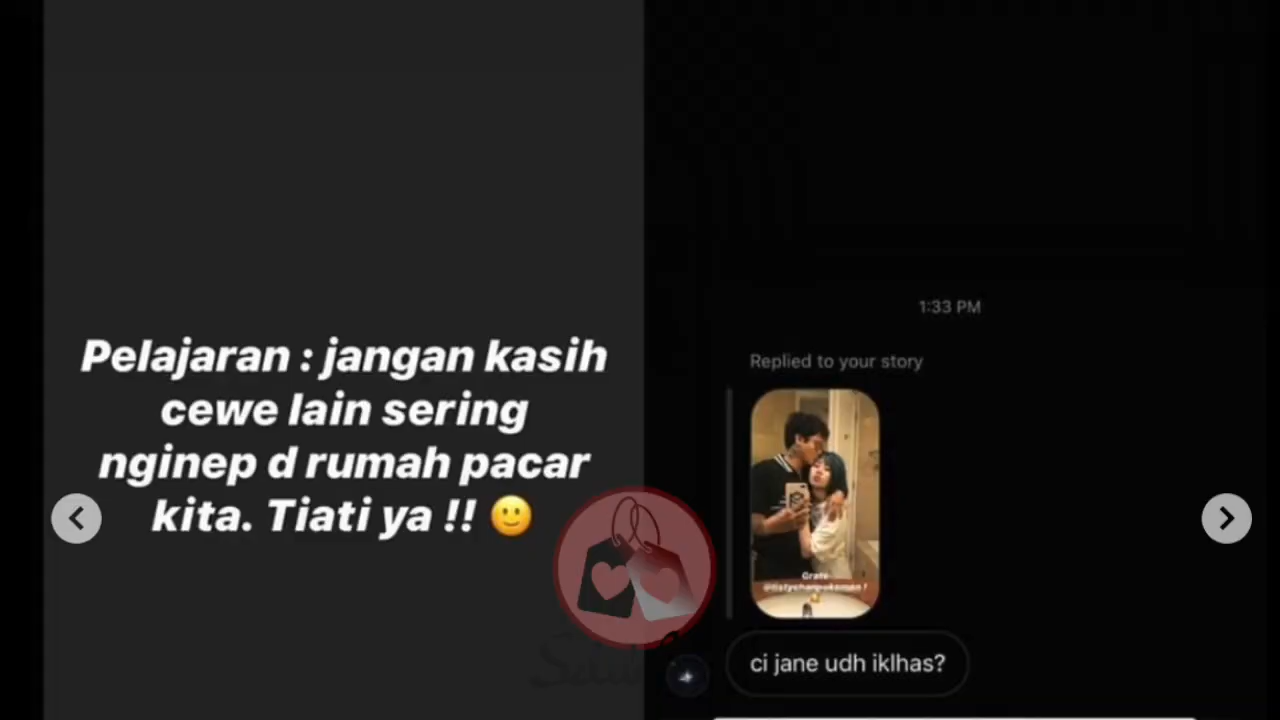 Pelajaran : jangan kasih
cewe lain sering
nginep d rumah pacar
kita. Tiati ya !! 🙂
1:33 PM
Replied to your story
ci jane udh iklhas?